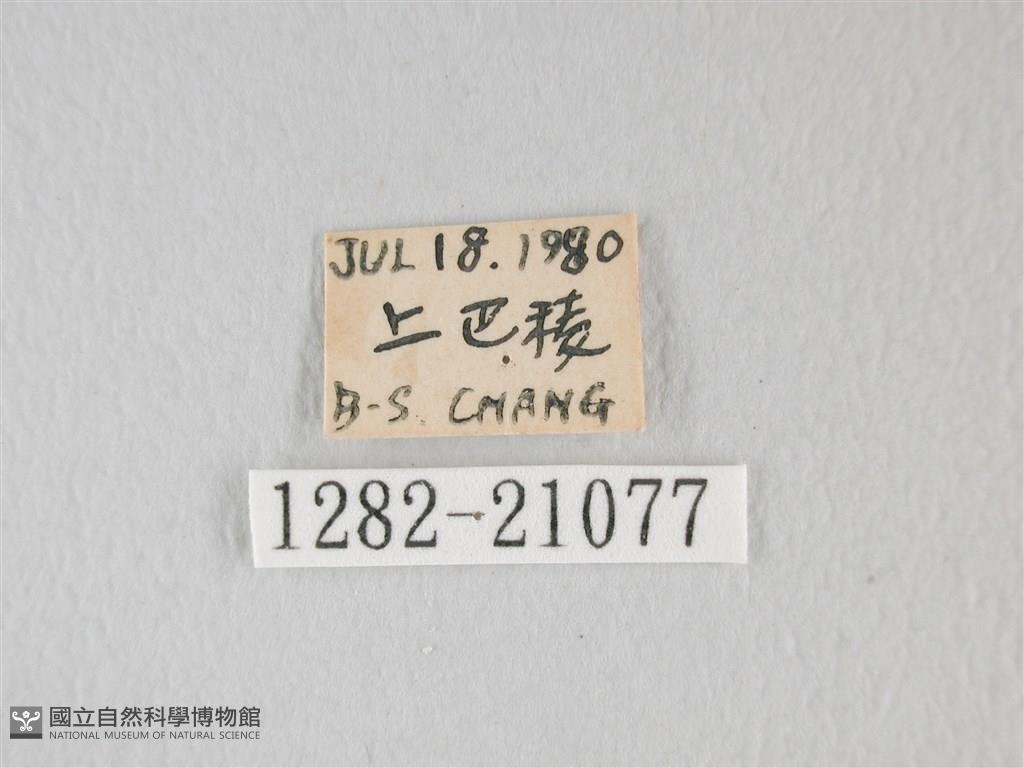 JUL 18. 1980
上巴稜
B-S CHANG
1282-21077
國立自然科學博物館
NATIONAL MUSEUM OF NATURAL SCIENCE